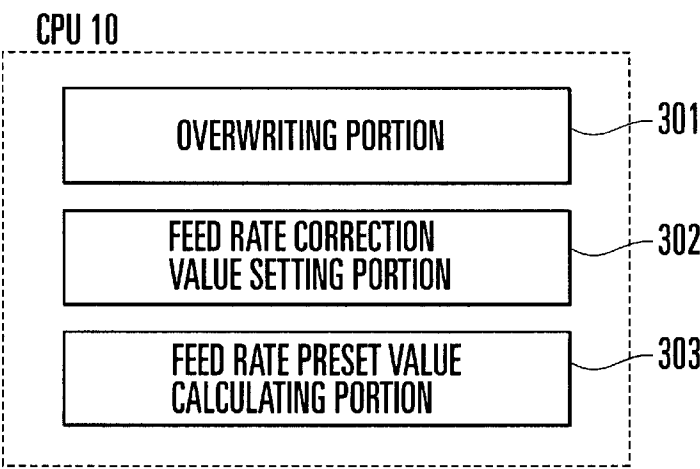 CPU 10
OVERWRITING PORTION
301
FEED RATE CORRECTION
VALUE SETTING PORTION
302
FEED RATE PRESET VALUE
CALCULATING PORTION
303